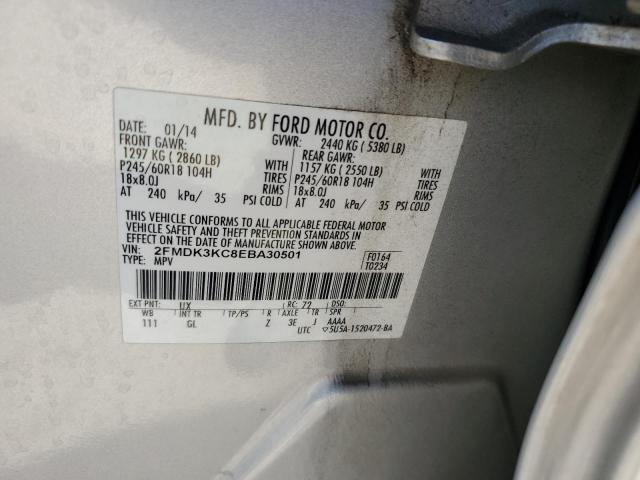 MFD. BY FORD MOTOR CO.
DATE: 01/14 GVWR: 2440 KG ( 5380 LB)
FRONT GAWR: REAR GAWR:
1297 KG ( 2860 LB) 1157 KG ( 2550 LB)
P245/60R18 104H WITH TIRES P245/60R18 104H WITH TIRES
18x8.0J RIMS 18x8.0J RIMS
AT 240 kPa/ 35 PSI COLD AT 240 kPa/ 35 PSI COLD
THIS VEHICLE CONFORMS TO ALL APPLICABLE FEDERAL MOTOR
VEHICLE SAFETY AND THEFT PREVENTION STANDARDS IN
EFFECT ON THE DATE OF MANUFACTURE SHOWN ABOVE.
VIN: 2FMDK3KC8EBA30501 F0164
TYPE: MPV T0234
EXT PNT: UX RC: 72 DSO:
WB INT TR TP/PS R AXLE TR SPR
111 GL Z 3E J AAAA
UTC ▽5U5A-1520472-BA